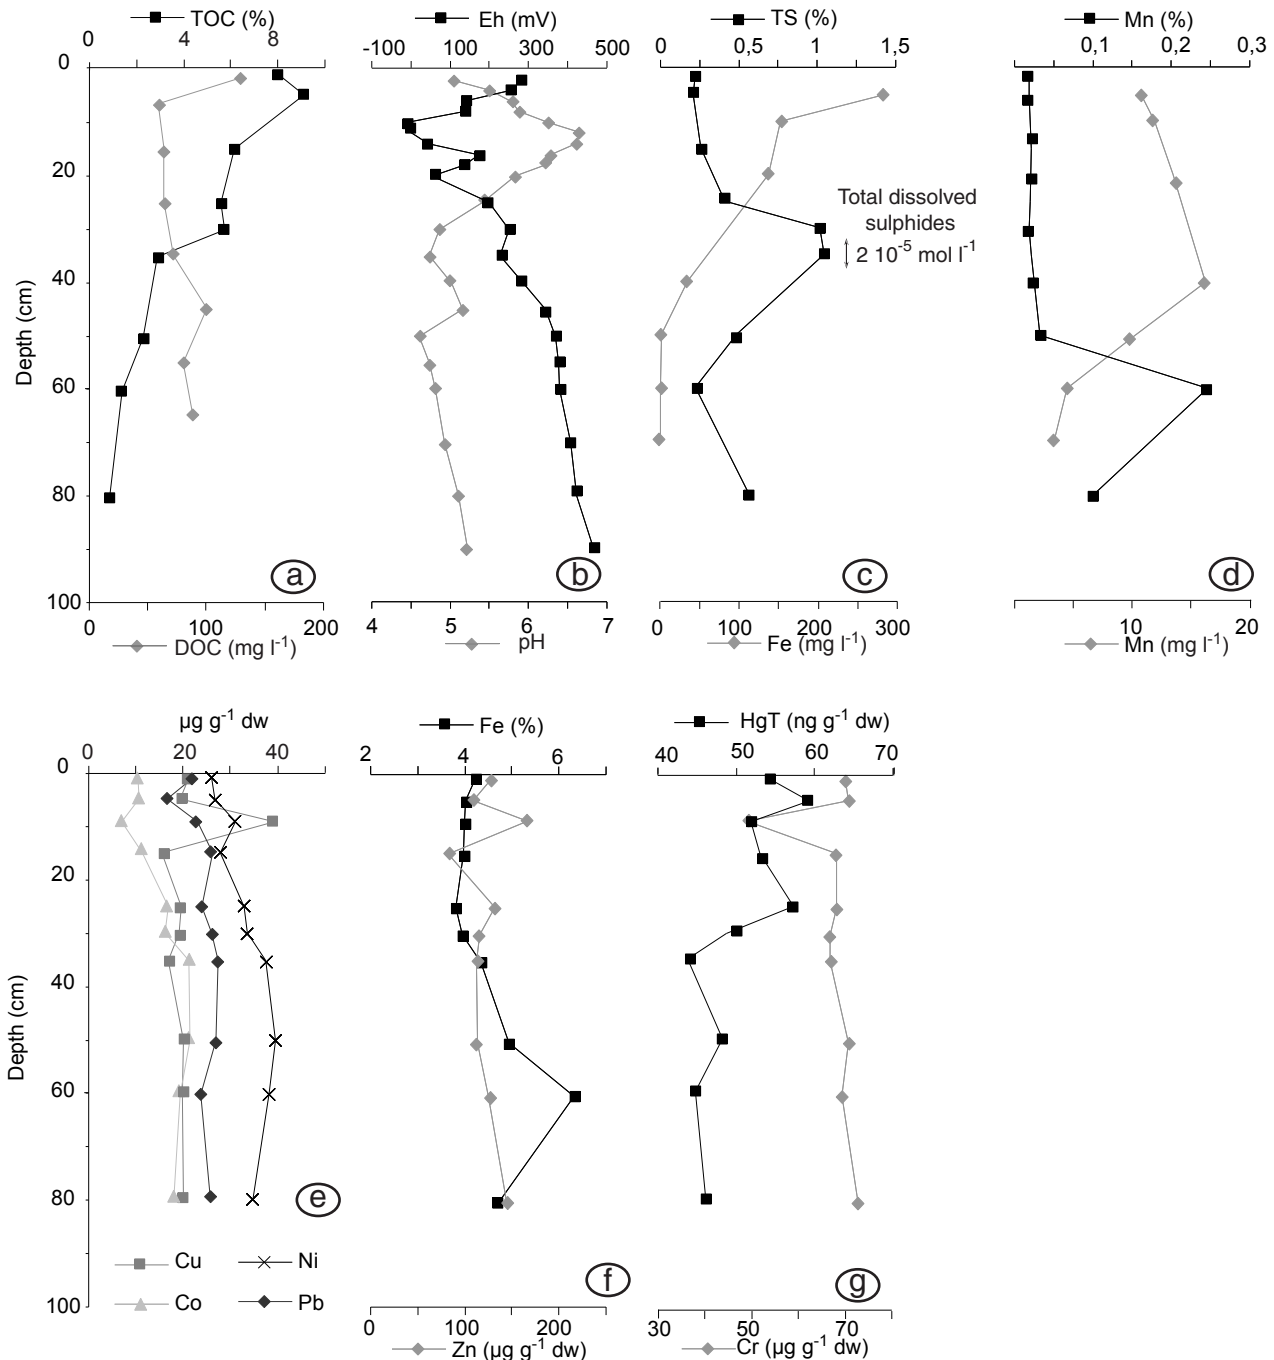 TOC (%)
0 4 8
Eh (mV)
-100 100 300 500
TS (%)
0 0,5 1 1,5
Mn (%)
0,1 0,2 0,3
0
20
40
60
80
100
Depth (cm)
Total dissolved
sulphides
2 10⁻⁵ mol l⁻¹
a
b
c
d
0 100 200
DOC (mg l⁻¹)
4 5 6 7
pH
0 100 200 300
Fe (mg l⁻¹)
10 20
Mn (mg l⁻¹)
µg g⁻¹ dw
0 20 40
Fe (%)
2 4 6
HgT (ng g⁻¹ dw)
40 50 60 70
0
20
40
60
80
100
Depth (cm)
e
f
g
Cu
Ni
Co
Pb
0 100 200
Zn (µg g⁻¹ dw)
30 50 70
Cr (µg g⁻¹ dw)